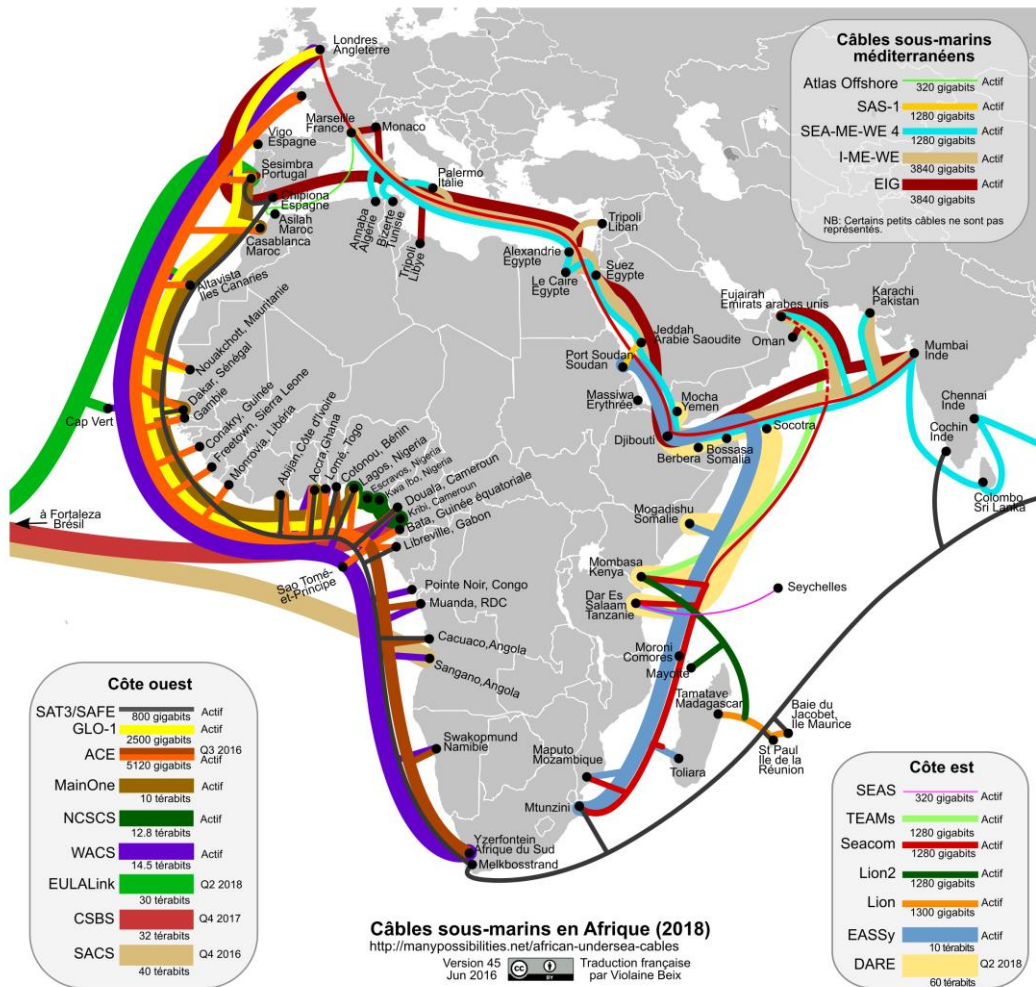 Londres
Angleterre
Marseille
France
Monaco
Vigo
Espagne
Sesimbra
Portugal
Palermo
Italie
Chipiona
Espagne
Asilah
Maroc
Casablanca
Maroc
Annaba
Algérie
Bizerte
Tunisie
Tripoli
Libye
Tripoli
Liban
Alexandrie
Egypte
Le Caire
Egypte
Suez
Egypte
Altavista
Iles Canaries
Nouakchott, Mauritanie
Dakar, Sénégal
Gambie
Cap Vert
Conakry, Guinée
Freetown, Sierra Leone
Monrovia, Libéria
Abijan, Côte d'Ivoire
Accra,Ghana
Lomé, Togo
Cotonou, Bénin
Lagos, Nigeria
Escravos, Nigeria
Kwa Ibo, Nigeria
Douala, Cameroun
Kribi, Cameroun
Bata, Guinée équatoriale
Libreville, Gabon
à Fortaleza
Brésil
Sao Tomé-
et-Principe
Pointe Noir, Congo
Muanda, RDC
Cacuaco,Angola
Sangano,Angola
Swakopmund
Namibie
Yzerfontein
Afrique du Sud
Melkbosstrand
Fujairah
Emirats arabes unis
Oman
Karachi
Pakistan
Mumbai
Inde
Jeddah
Arabie Saoudite
Port Soudan
Soudan
Massiwa
Erythrée
Mocha
Yemen
Djibouti
Berbera
Bossasa
Somalia
Socotra
Chennai
Inde
Cochin
Inde
Colombo
Sri Lanka
Mogadishu
Somalie
Mombasa
Kenya
Dar Es
Salaam
Tanzanie
Seychelles
Moroni
Comores
Mayotte
Tamatave
Madagascar
Baie du
Jacobet,
Ile Maurice
St Paul
Ile de la
Réunion
Maputo
Mozambique
Toliara
Mtunzini
Câbles sous-marins
méditerranéens
Atlas Offshore 320 gigabits Actif
SAS-1 1280 gigabits Actif
SEA-ME-WE 4 1280 gigabits Actif
I-ME-WE 3840 gigabits Actif
EIG 3840 gigabits Actif
NB: Certains petits câbles ne sont pas
représentés.
Côte ouest
SAT3/SAFE 800 gigabits Actif
GLO-1 2500 gigabits Actif
ACE 5120 gigabits Q3 2016
Actif
MainOne 10 térabits Actif
NCSCS 12.8 térabits Actif
WACS 14.5 térabits Actif
EULALink 30 térabits Q2 2018
CSBS 32 térabits Q4 2017
SACS 40 térabits Q4 2016
Côte est
SEAS 320 gigabits Actif
TEAMs 1280 gigabits Actif
Seacom 1280 gigabits Actif
Lion2 1280 gigabits Actif
Lion 1300 gigabits Actif
EASSy 10 térabits Actif
DARE 60 térabits Q2 2018
Câbles sous-marins en Afrique (2018)
http://manypossibilities.net/african-undersea-cables
Version 45
Jun 2016
cc BY
Traduction française
par Violaine Beix